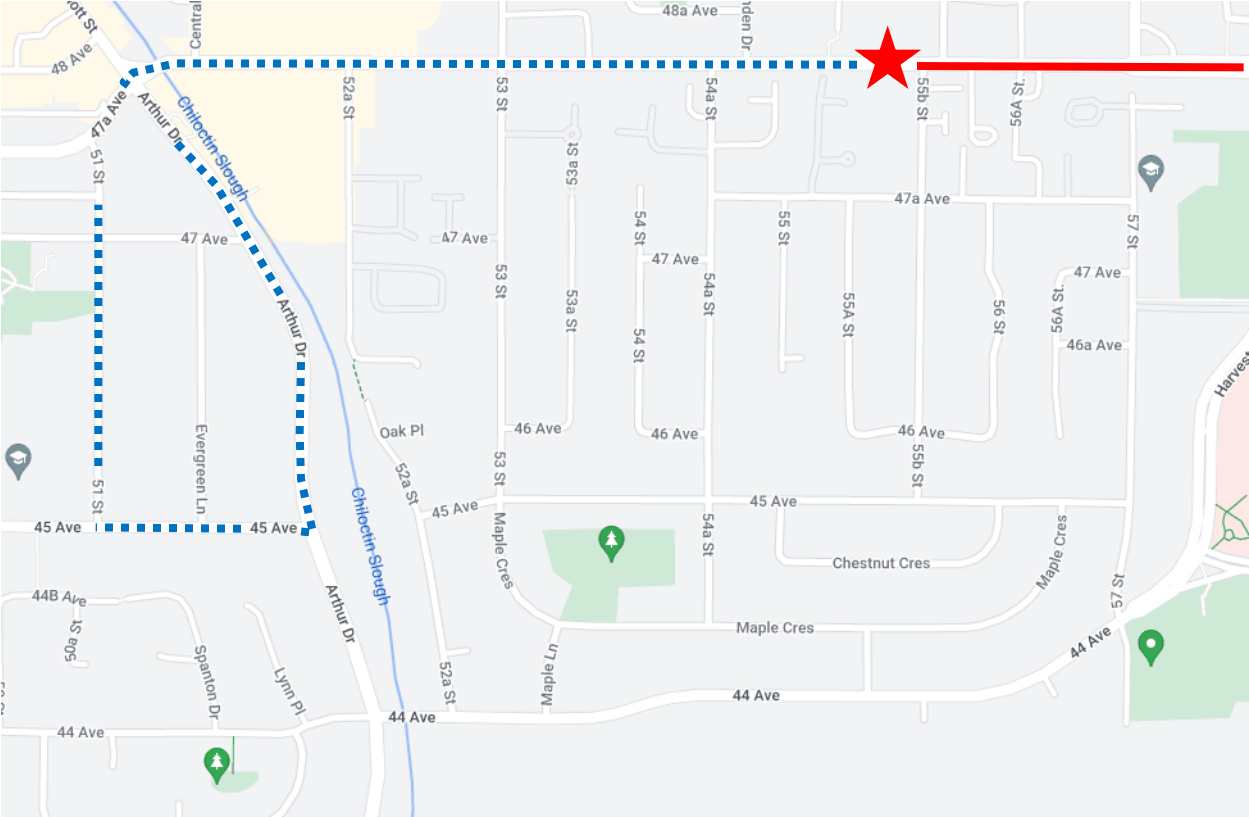 48a Ave
48 Ave
Central
47a Ave
Arthur Dr
Chiloctin Slough
52a St
53 St
54a St
55b St
56A St.
51 St
53a St
47a Ave
47 Ave
47 Ave
54 St
47 Ave
55 St
57 St
47 Ave
53 St
53a St
54a St
55A St
56 St
56A St.
Arthur Dr
54 St
46a Ave
Harvest
Evergreen Ln
Oak Pl
46 Ave
46 Ave
46 Ave
53 St
52a St
55b St
51 St
45 Ave
45 Ave
45 Ave
45 Ave
Chiloctin Slough
Maple Cres
54a St
Maple Cres
Chestnut Cres
44B Ave
50a St
Arthur Dr
57 St
Maple Cres
44 Ave
Spanton Dr
Lynn Pl
52a St
Maple Ln
44 Ave
44 Ave
44 Ave